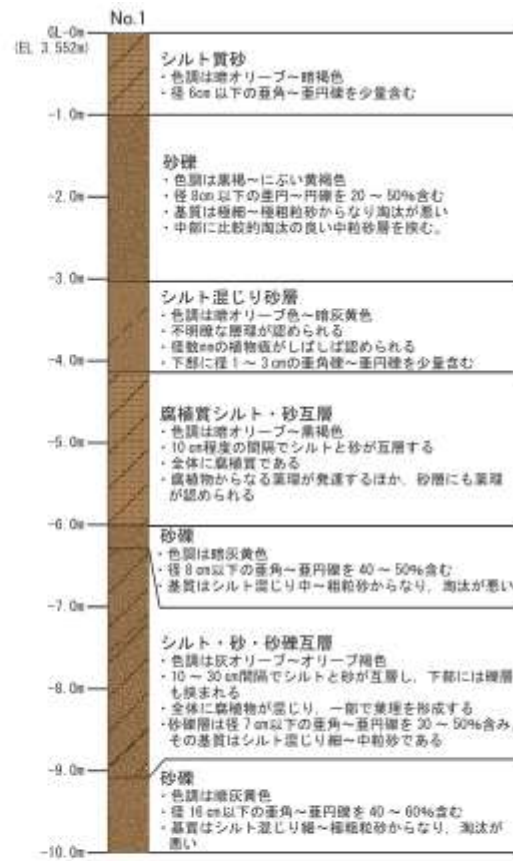 No.1
GL-0m
(EL 3.552m)
シルト質砂
・色調は暗オリーブ～暗褐色
・径 6cm 以下の亜角～亜円礫を少量含む
-1.0m
砂礫
・色調は黒褐～にぶい黄褐色
・径 8cm 以下の亜円～円礫を 20 ～ 50%含む
-2.0m
・基質は極細～極粗粒砂からなり淘汰が悪い
・中部に比較的淘汰の良い中粒砂層を挟む。
-3.0m
シルト混じり砂層
・色調は暗オリーブ色～暗灰黄色
・不明瞭な層理が認められる
・径数mmの植物痕がしばしば認められる
-4.0m
・下部に径 1 ～ 3 cmの亜角礫～亜円礫を少量含む
腐植質シルト・砂互層
・色調は暗オリーブ～黒褐色
-5.0m
・10 cm程度の間隔でシルトと砂が互層する
・全体に腐植質である
・腐植物からなる葉理が発達するほか、砂層にも葉理
が認められる
-6.0m
砂礫
・色調は暗灰黄色
・径 8 cm以下の亜角～亜円礫を 40 ～ 50%含む
・基質はシルト混じり中～粗粒砂からなり、淘汰が悪い
-7.0m
シルト・砂・砂礫互層
・色調は灰オリーブ～オリーブ褐色
・10 ～ 30 cm間隔でシルトと砂が互層し、下部には礫層
-8.0m
も挟まれる
・全体に腐植物が混じり、一部で葉理を形成する
・砂礫層は径 7 cm以下の亜角～亜円礫を 30 ～ 50%含み、
その基質はシルト混じり細～中粒砂である
-9.0m
砂礫
・色調は暗灰黄色
・径 16 cm以下の亜角～亜円礫を 40 ～ 60%含む
・基質はシルト混じり細～極粗粒砂からなり、淘汰が
悪い
-10.0m